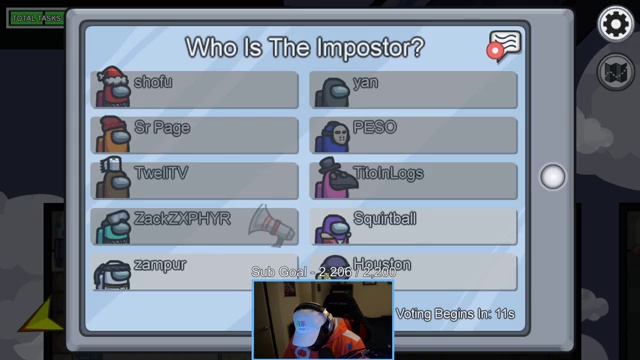 TOTAL TASKS
Who Is The Impostor?
shofu
yan
Sr Page
PESO
TwellTV
TitoInLogs
ZackZXPHYR
Squirtball
zampur
Houston
Sub Goal - 2,206 / 2,200
Voting Begins In: 11s